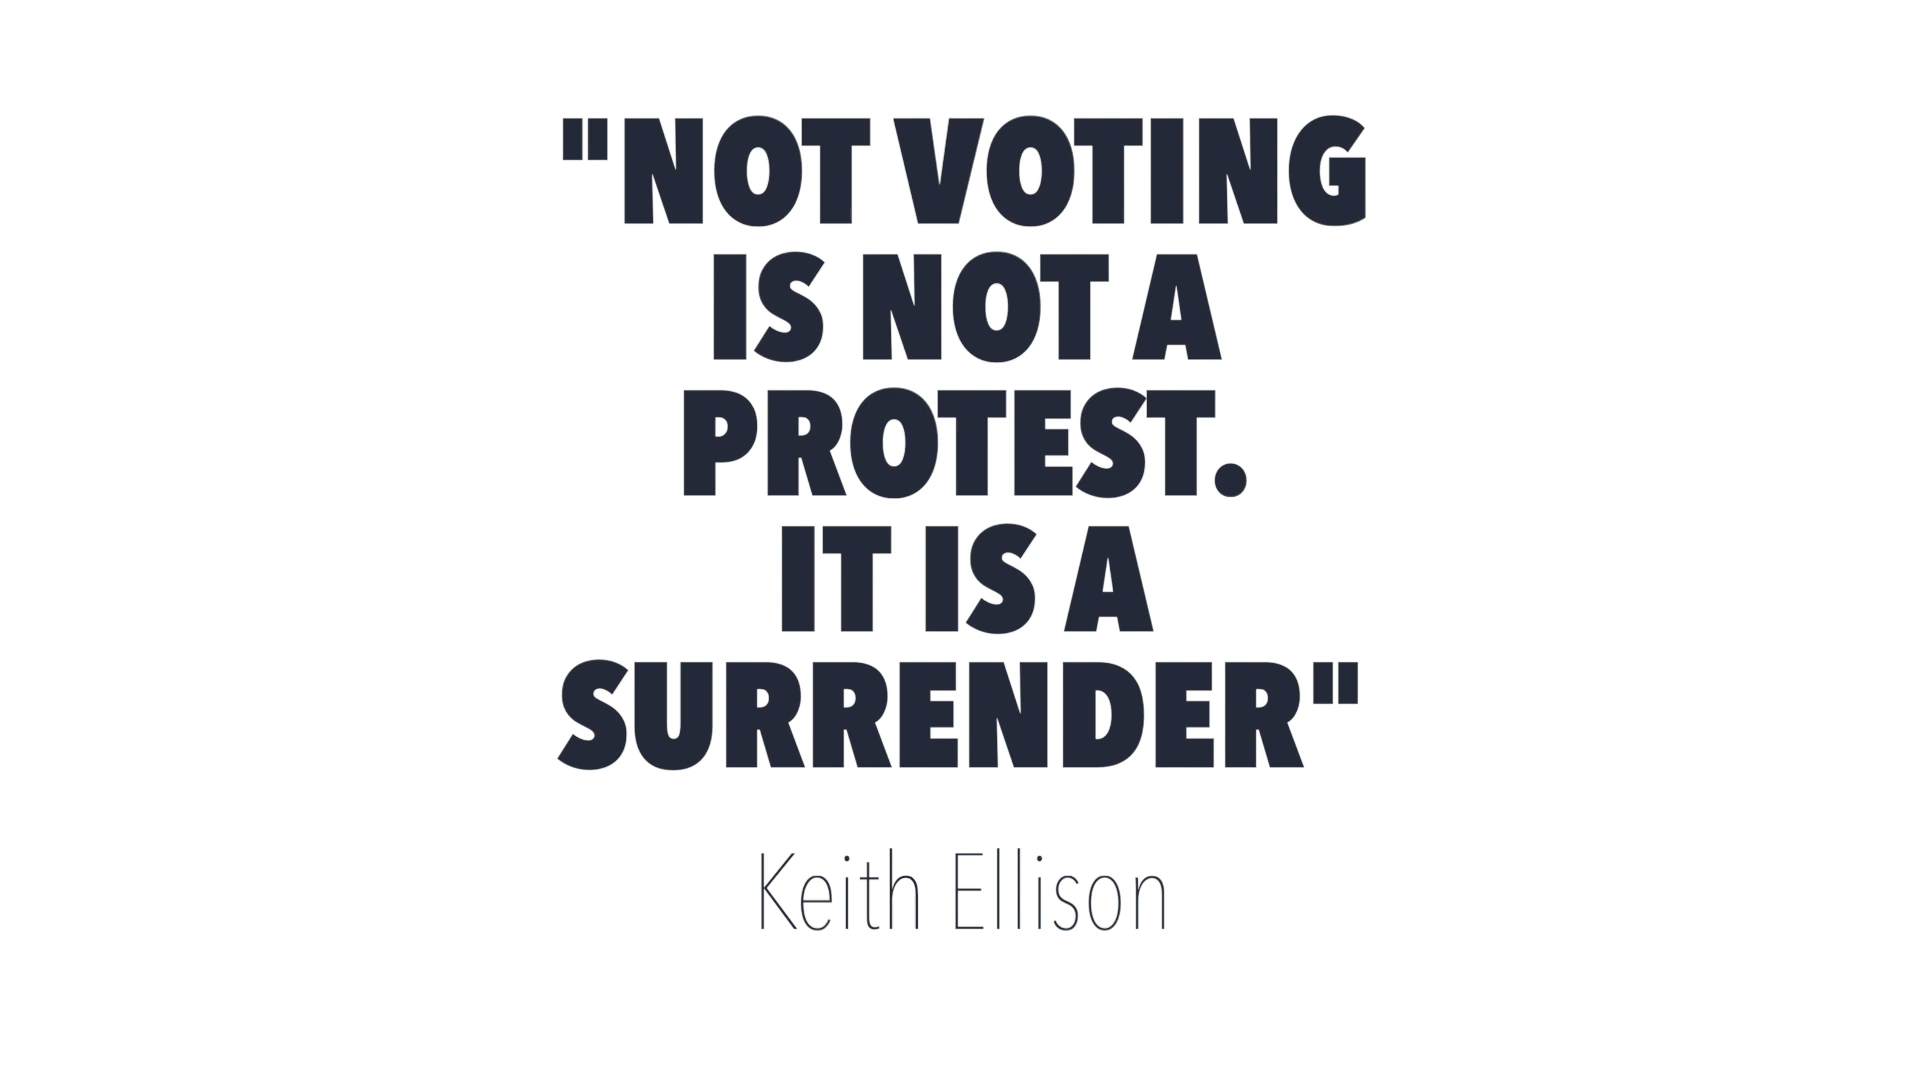 "NOT VOTING
IS NOT A
PROTEST.
IT IS A
SURRENDER"
Keith Ellison